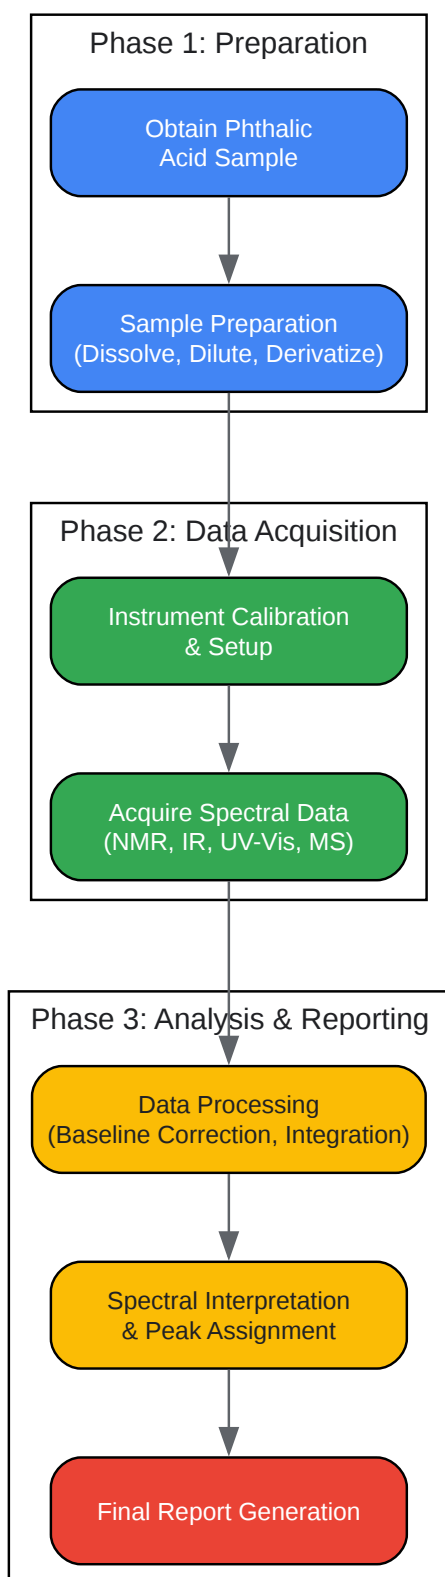 Phase 1: Preparation
Obtain Phthalic
Acid Sample
Sample Preparation
(Dissolve, Dilute, Derivatize)
Phase 2: Data Acquisition
Instrument Calibration
& Setup
Acquire Spectral Data
(NMR, IR, UV-Vis, MS)
Phase 3: Analysis & Reporting
Data Processing
(Baseline Correction, Integration)
Spectral Interpretation
& Peak Assignment
Final Report Generation